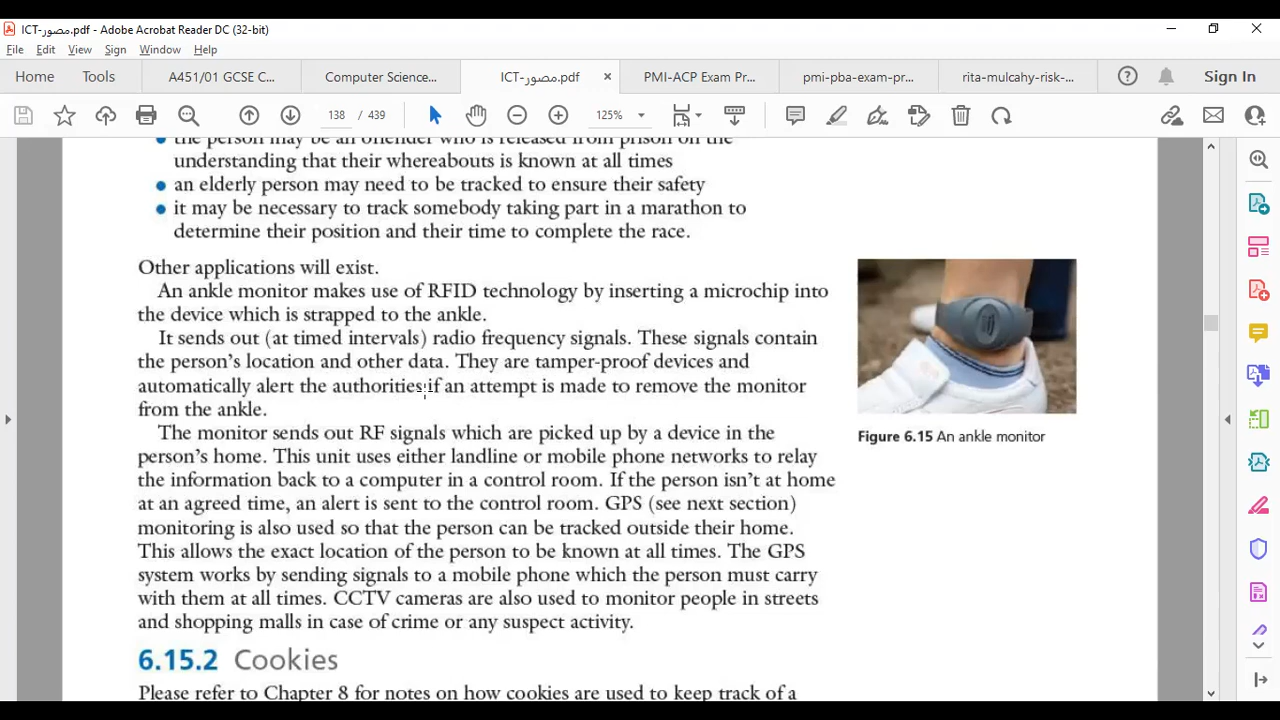 ICT-مصور.pdf - Adobe Acrobat Reader DC (32-bit)
File Edit View Window Help
Home Tools A451/01 GCSE C... Computer Science... ICT-مصور.pdf PMI-ACP Exam Pr... pmi-pba-exam-pr... rita-mulcahy-risk-... Sign In
138 / 439 125%
the person may be an offender who is released from prison on the
understanding that their whereabouts is known at all times
an elderly person may need to be tracked to ensure their safety
it may be necessary to track somebody taking part in a marathon to
determine their position and their time to complete the race.
Other applications will exist.
An ankle monitor makes use of RFID technology by inserting a microchip into
the device which is strapped to the ankle.
It sends out (at timed intervals) radio frequency signals. These signals contain
the person's location and other data. They are tamper-proof devices and
automatically alert the authorities if an attempt is made to remove the monitor
from the ankle.
The monitor sends out RF signals which are picked up by a device in the
person's home. This unit uses either landline or mobile phone networks to relay
the information back to a computer in a control room. If the person isn't at home
at an agreed time, an alert is sent to the control room. GPS (see next section)
monitoring is also used so that the person can be tracked outside their home.
This allows the exact location of the person to be known at all times. The GPS
system works by sending signals to a mobile phone which the person must carry
with them at all times. CCTV cameras are also used to monitor people in streets
and shopping malls in case of crime or any suspect activity.
Figure 6.15 An ankle monitor
6.15.2 Cookies
Please refer to Chapter 8 for notes on how cookies are used to keep track of a